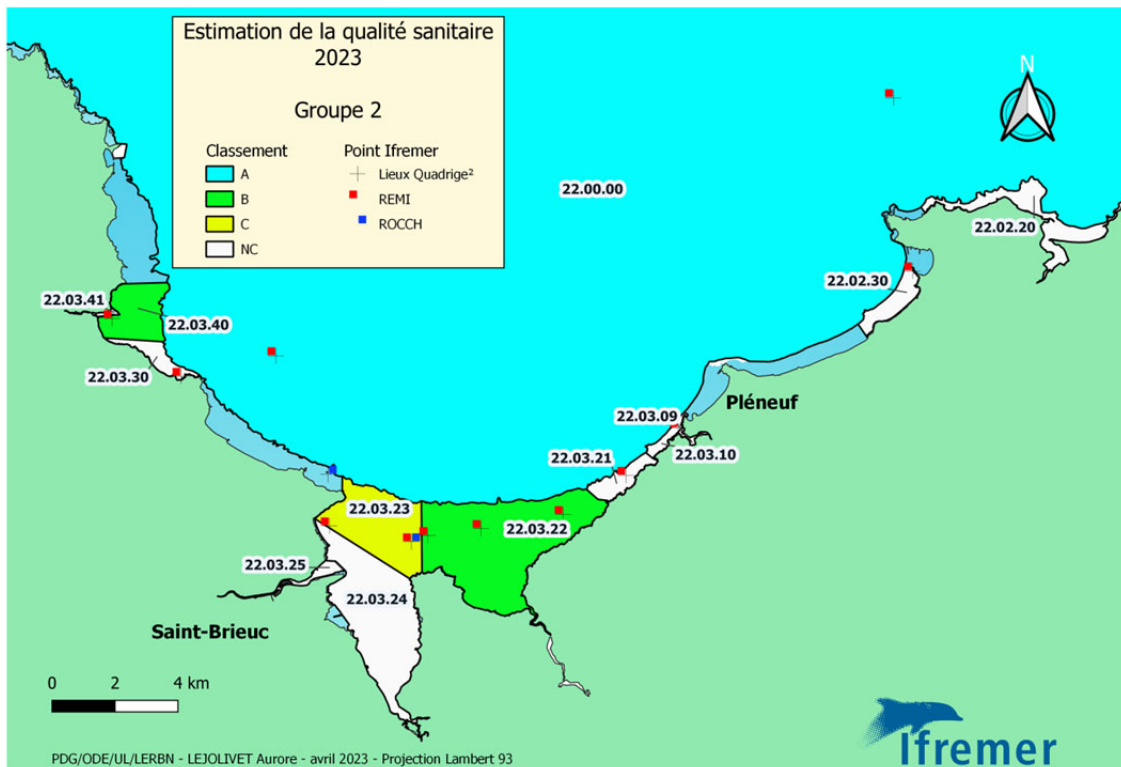 Estimation de la qualité sanitaire
2023
Groupe 2
Classement
A
B
C
NC
Point Ifremer
Lieux Quadrige²
REMI
ROCCH
N
22.00.00
22.02.20
22.02.30
22.03.41
22.03.40
22.03.30
Pléneuf
22.03.09
22.03.10
22.03.21
22.03.23
22.03.22
22.03.25
22.03.24
Saint-Brieuc
0 2 4 km
Ifremer
PDG/ODE/UL/LERBN - LEJOLIVET Aurore - avril 2023 - Projection Lambert 93